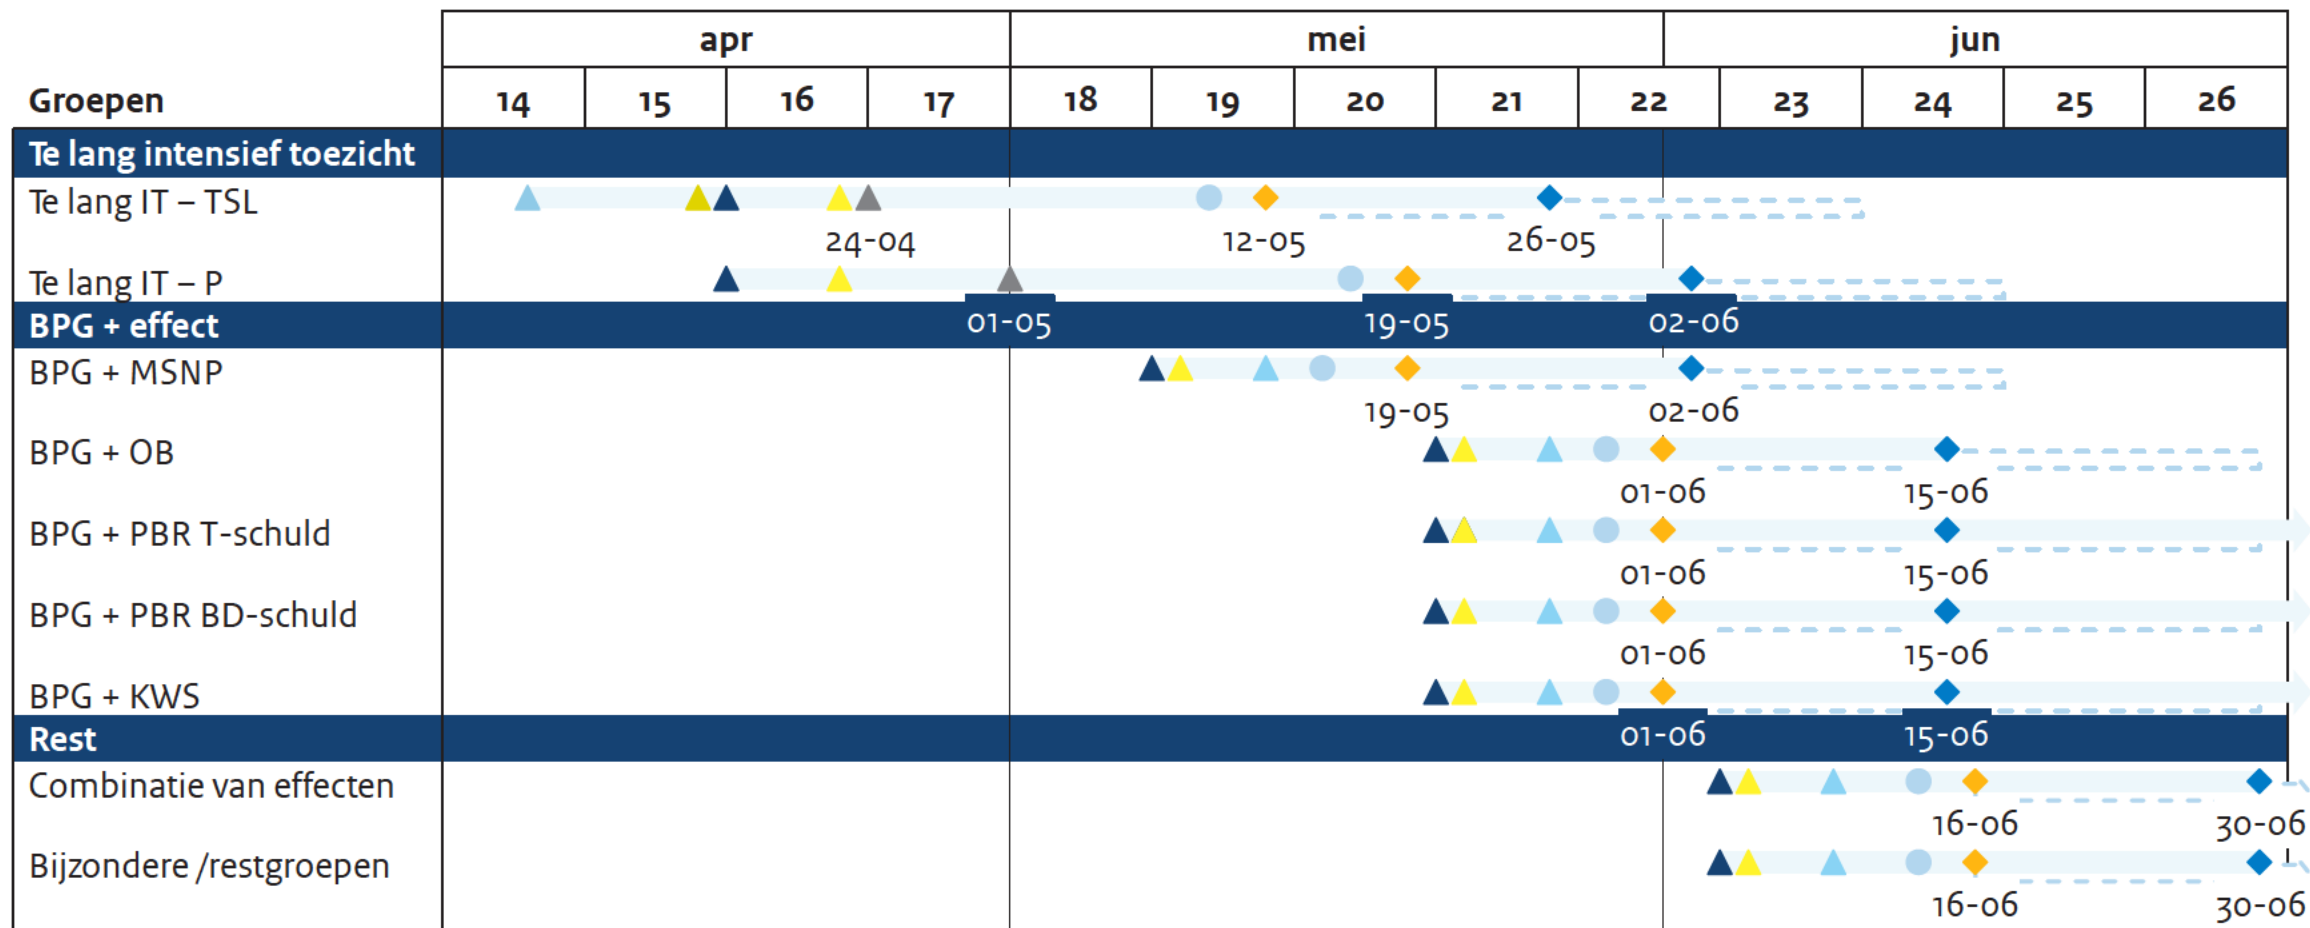 apr mei jun
Groepen 14 15 16 17 18 19 20 21 22 23 24 25 26
Te lang intensief toezicht
Te lang IT – TSL
24-04 12-05 26-05
Te lang IT – P
BPG + effect 01-05 19-05 02-06
BPG + MSNP
19-05 02-06
BPG + OB
01-06 15-06
BPG + PBR T-schuld
01-06 15-06
BPG + PBR BD-schuld
01-06 15-06
BPG + KWS
Rest 01-06 15-06
Combinatie van effecten
16-06 30-06
Bijzondere /restgroepen
16-06 30-06